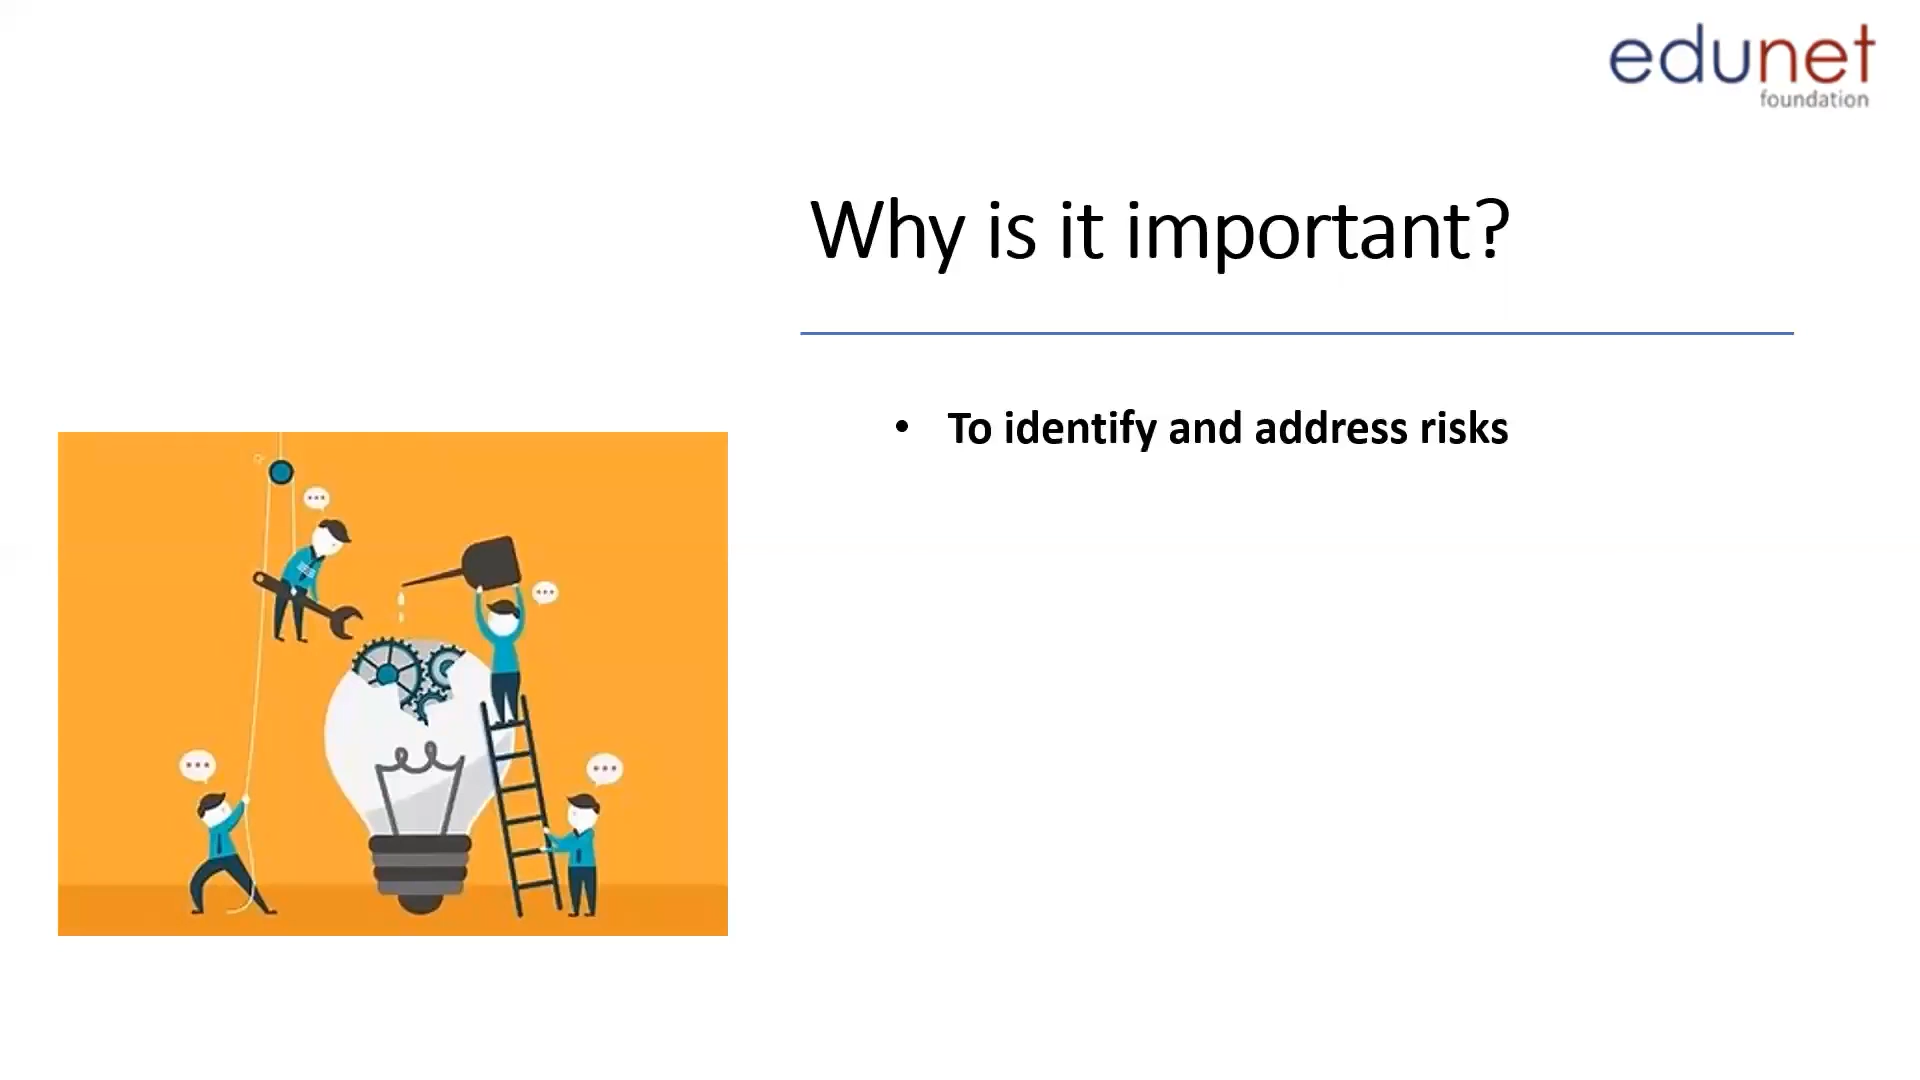 edunet
foundation
Why is it important?
• To identify and address risks